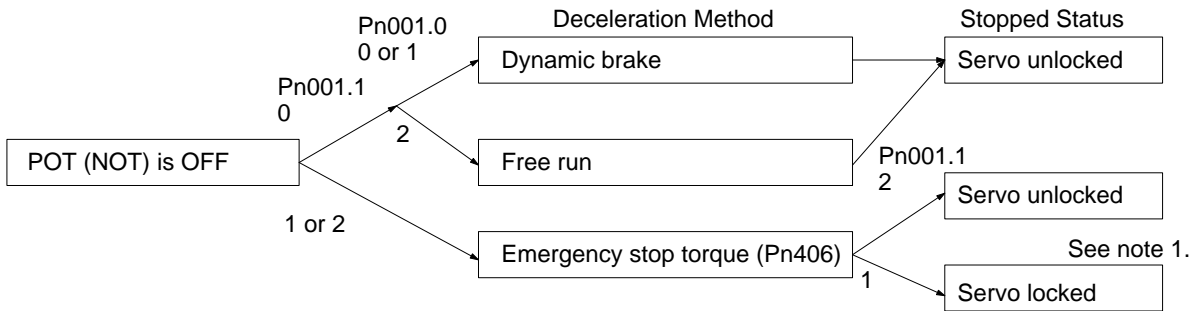 Deceleration Method
Stopped Status
Pn001.0
0 or 1
Dynamic brake
Servo unlocked
Pn001.1
0
2
POT (NOT) is OFF
Free run
Pn001.1
2
Servo unlocked
1 or 2
Emergency stop torque (Pn406)
See note 1.
1
Servo locked